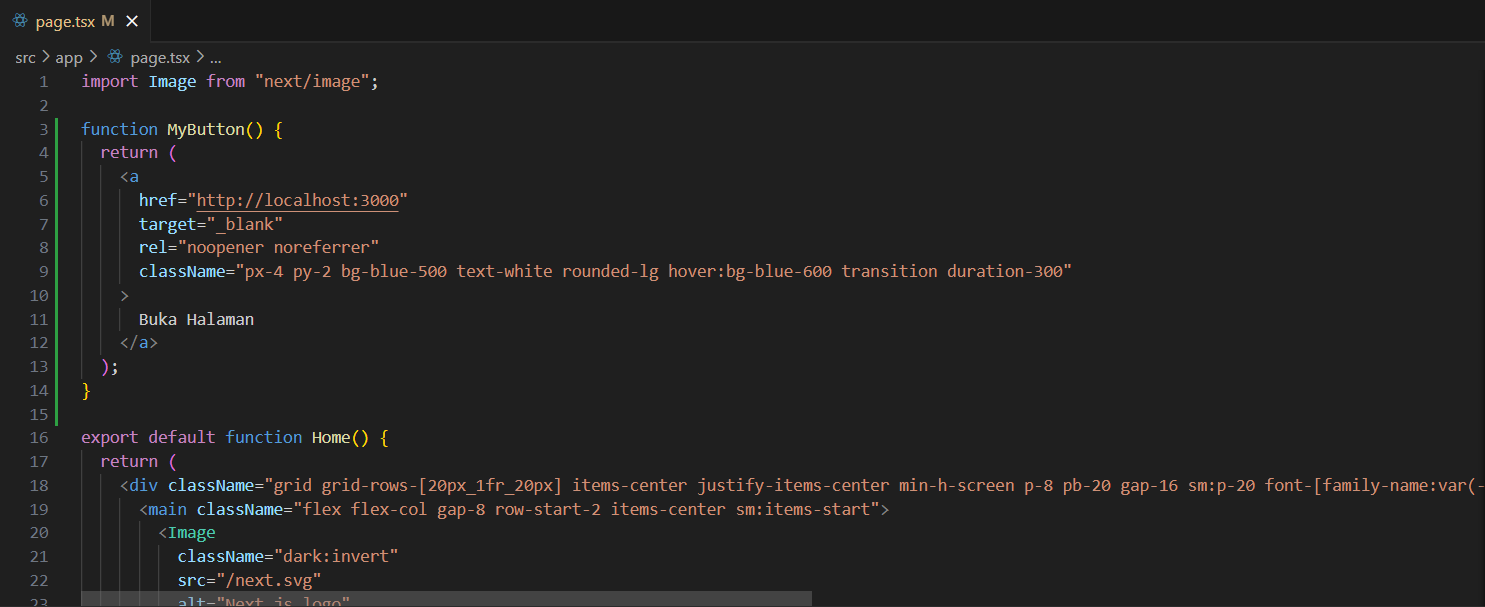 page.tsx M
src > app > page.tsx > ...
1 import Image from "next/image";
2
3 function MyButton() {
4 return (
5 <a
6 href="http://localhost:3000"
7 target="_blank"
8 rel="noopener noreferrer"
9 className="px-4 py-2 bg-blue-500 text-white rounded-lg hover:bg-blue-600 transition duration-300"
10 >
11 Buka Halaman
12 </a>
13 );
14 }
15
16 export default function Home() {
17 return (
18 <div className="grid grid-rows-[20px_1fr_20px] items-center justify-items-center min-h-screen p-8 pb-20 gap-16 sm:p-20 font-[family-name:var(-
19 <main className="flex flex-col gap-8 row-start-2 items-center sm:items-start">
20 <Image
21 className="dark:invert"
22 src="/next.svg"
23 alt="Next.js logo"